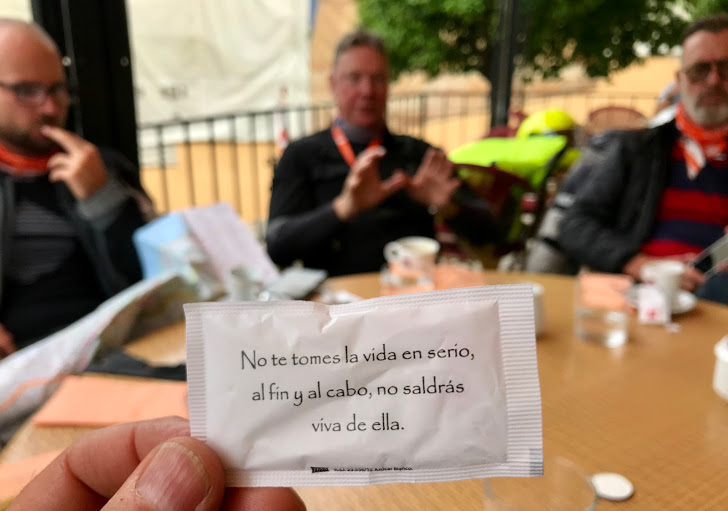 No te tomes la vida en serio,
al fin y al cabo, no saldrás
viva de ella.